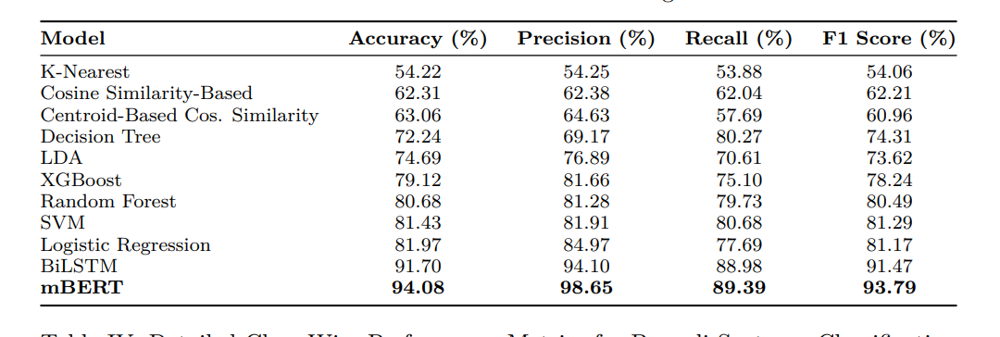 Model Accuracy (%) Precision (%) Recall (%) F1 Score (%)
K-Nearest 54.22 54.25 53.88 54.06
Cosine Similarity-Based 62.31 62.38 62.04 62.21
Centroid-Based Cos. Similarity 63.06 64.63 57.69 60.96
Decision Tree 72.24 69.17 80.27 74.31
LDA 74.69 76.89 70.61 73.62
XGBoost 79.12 81.66 75.10 78.24
Random Forest 80.68 81.28 79.73 80.49
SVM 81.43 81.91 80.68 81.29
Logistic Regression 81.97 84.97 77.69 81.17
BiLSTM 91.70 94.10 88.98 91.47
mBERT 94.08 98.65 89.39 93.79